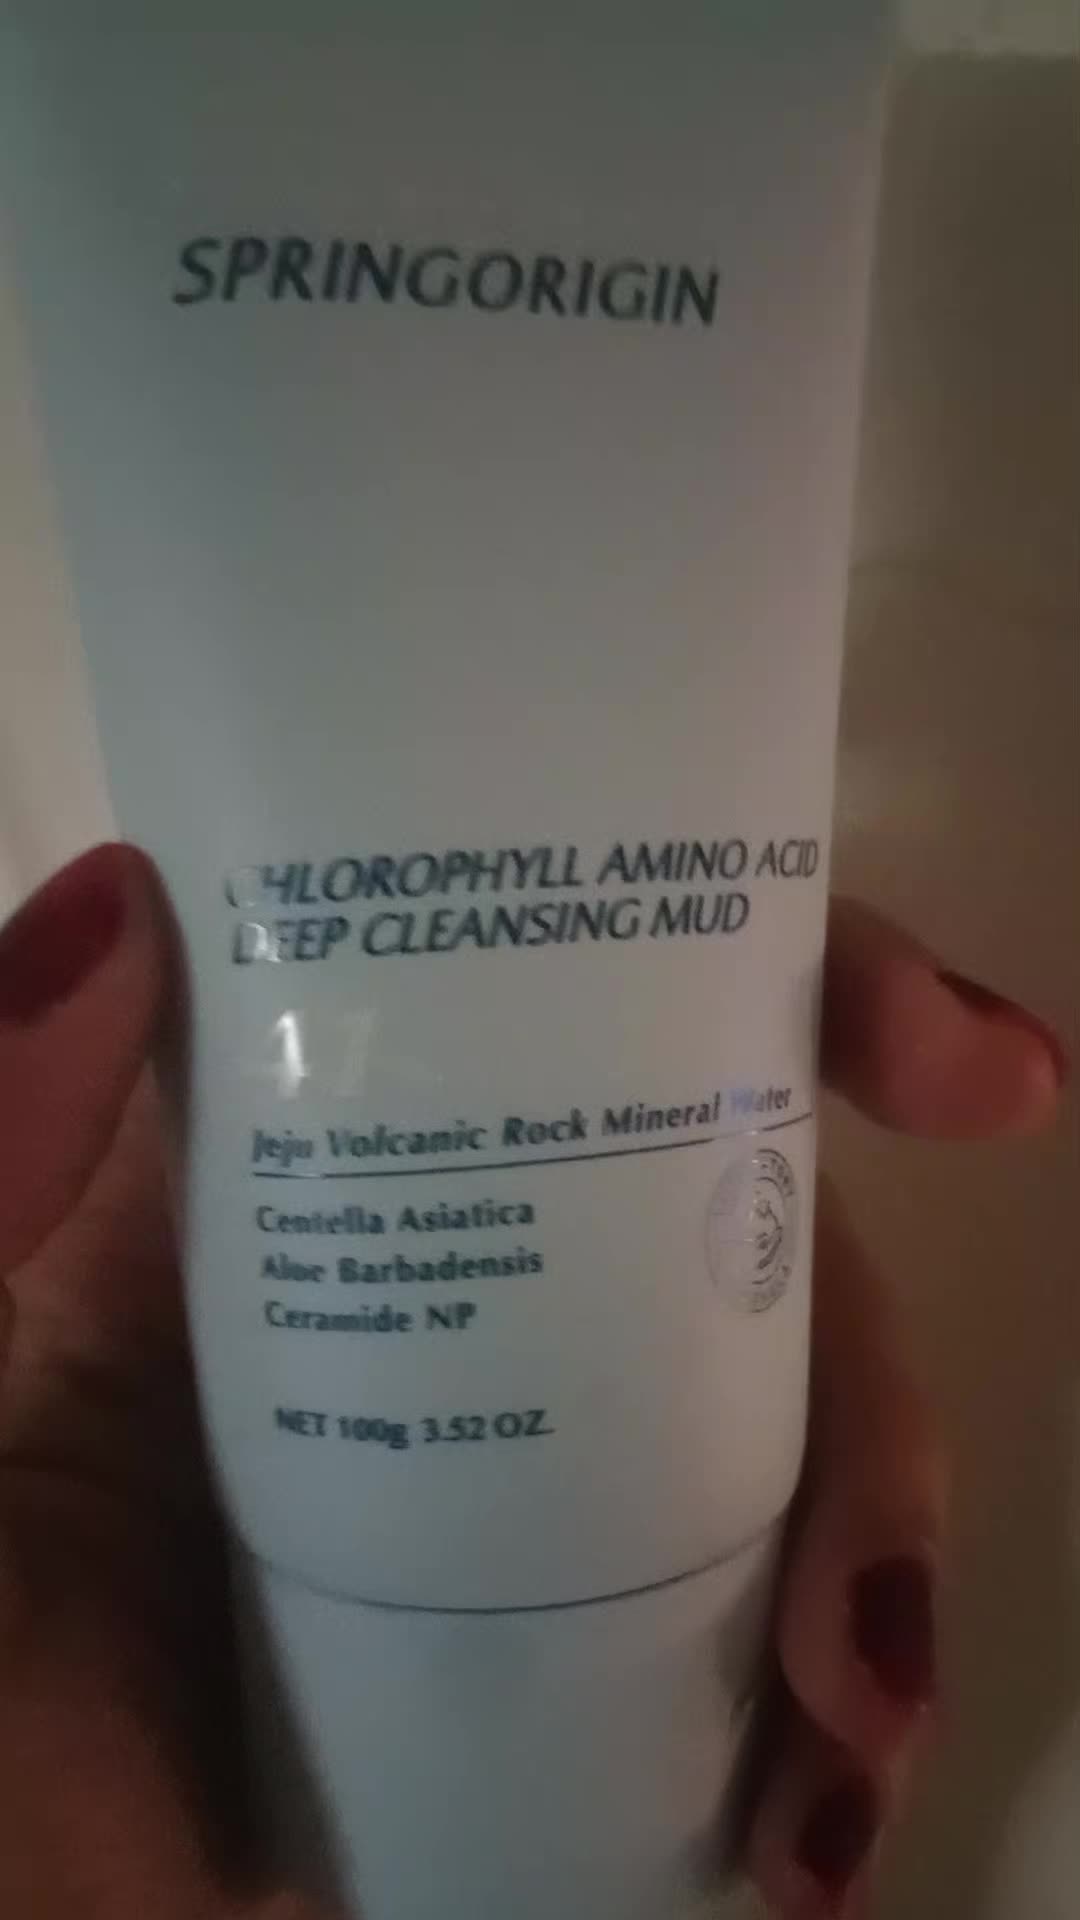 SPRINGORIGIN
CHLOROPHYLL AMINO ACID
DEEP CLEANSING MUD
Jeju Volcanic Rock Mineral Water
Centella Asiatica
Aloe Barbadensis
Ceramide NP
NET 100g 3.52 OZ